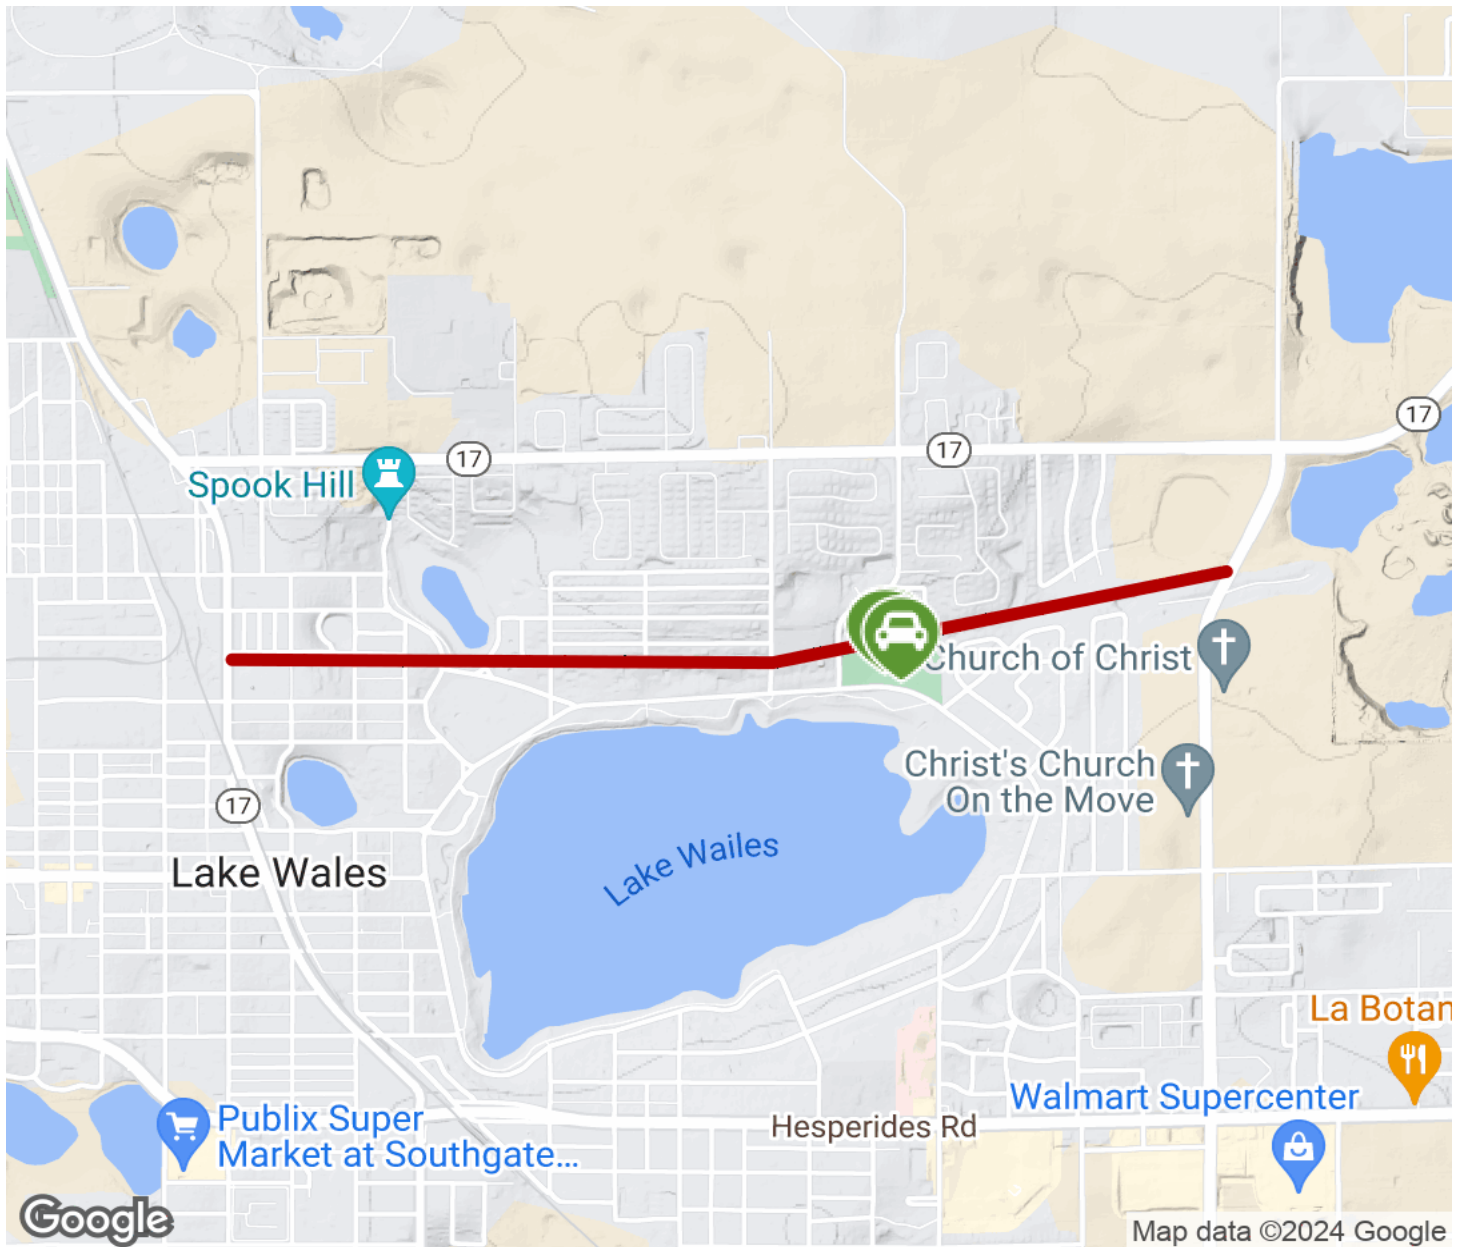 17
17
17
Spook Hill
Church of Christ
Christ's Church
On the Move
17
Lake Wailes
Lake Wales
La Botan
Walmart Supercenter
Publix Super
Market at Southgate...
Hesperides Rd
Google
Map data ©2024 Google